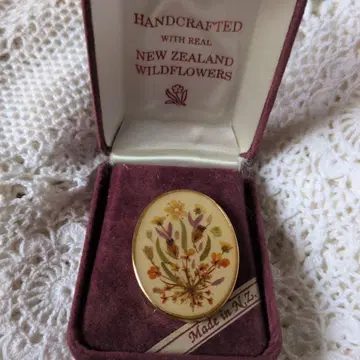 HANDCRAFTED
WITH REAL
NEW ZEALAND
WILDFLOWERS
Made in N.Z.